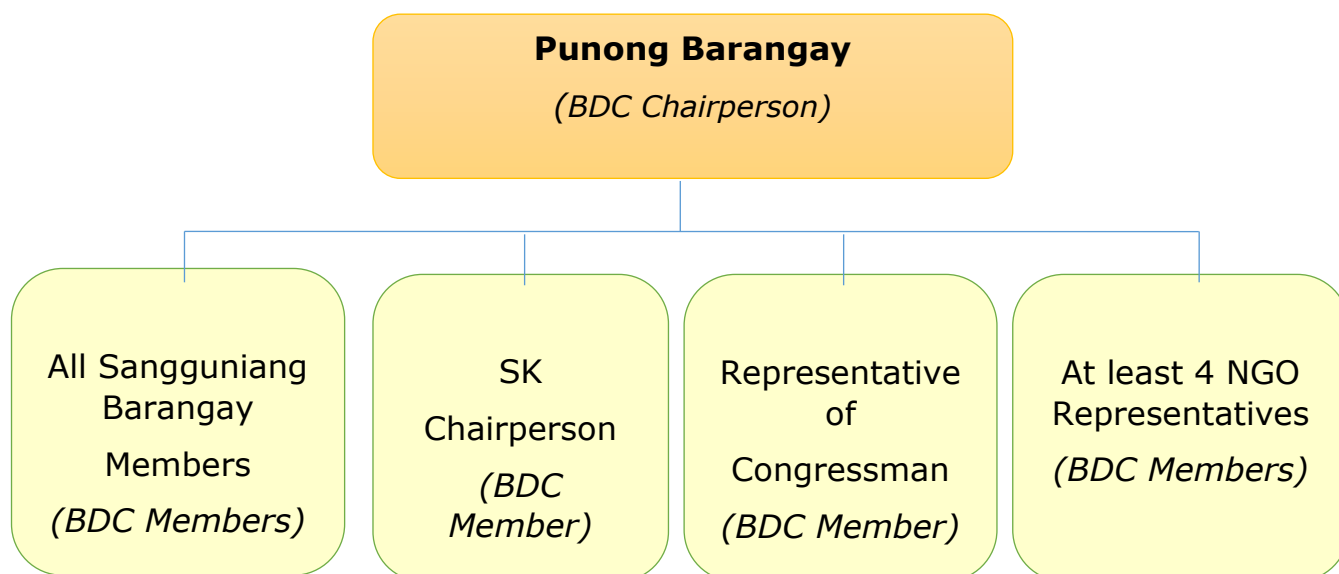 Punong Barangay
(BDC Chairperson)
All Sangguniang
Barangay
Members
(BDC Members)
SK
Chairperson
(BDC
Member)
Representative
of
Congressman
(BDC Member)
At least 4 NGO
Representatives
(BDC Members)